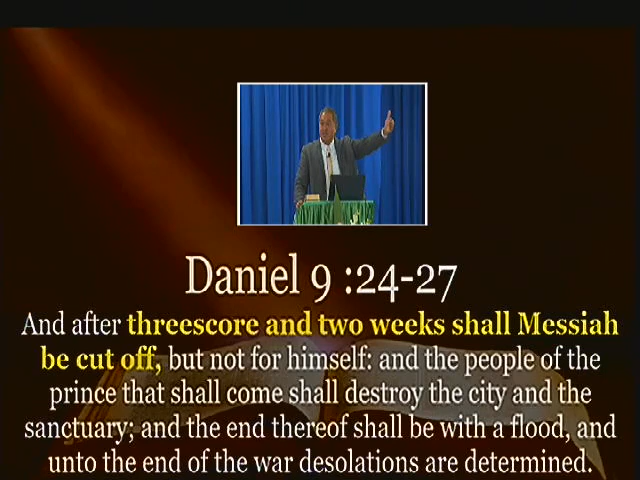 Daniel 9 :24-27
And after threescore and two weeks shall Messiah
be cut off, but not for himself: and the people of the
prince that shall come shall destroy the city and the
sanctuary; and the end thereof shall be with a flood, and
unto the end of the war desolations are determined.